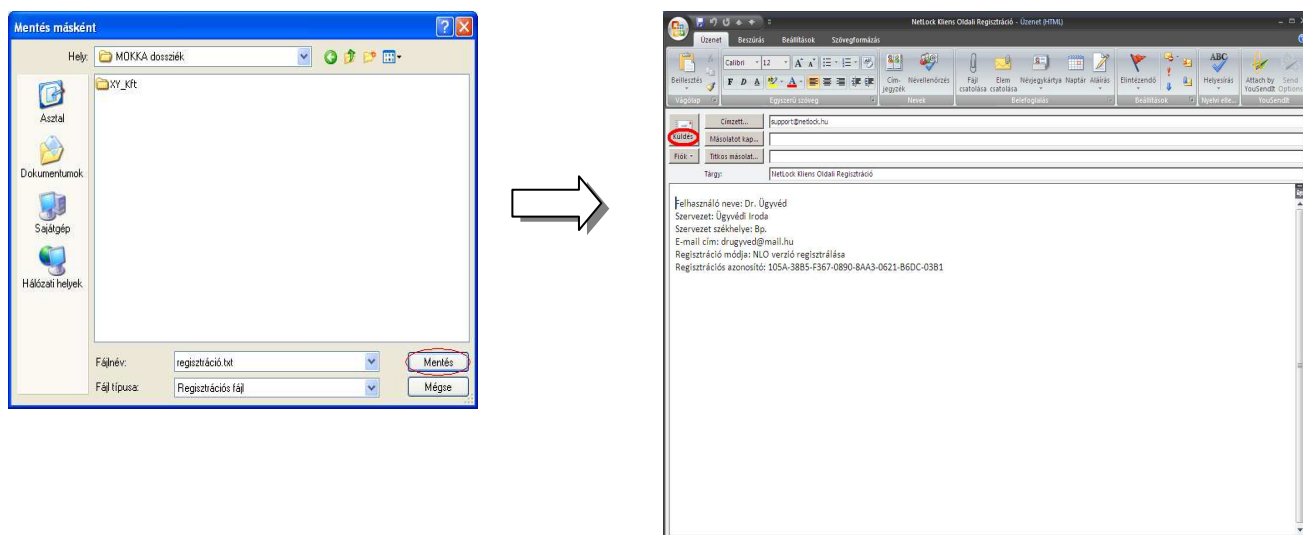 Mentés másként
Hely: MOKKA dossziék
XY_Kft
Asztal
Dokumentumok
Sajátgép
Hálózati helyek
Fájlnév: regisztráció.txt Mentés
Fájl típusa: Regisztrációs fájl Mégse
NetLock Kliens Oldali Regisztráció - Üzenet (HTML)
Üzenet Beszúrás Beállítások Szövegformázás
Calibri 12
F D A
ABC
Beillesztés Cím-jegyzék Névellenőrzés Fájl csatolása Elem csatolása Névjegykártya Naptár Aláírás Elintézendő Helyesírás Attach by YouSendIt Send Options
Vágólap Egyszerű szöveg Nevek Belefoglalás Beállítások Nyelvi elle... YouSendIt
Küldés
Címzett... support@netlock.hu
Másolatot kap...
Fiók Titkos másolat...
Tárgy: NetLock Kliens Oldali Regisztráció
Felhasználó neve: Dr. Ügyvéd
Szervezet: Ügyvédi Iroda
Szervezet székhelye: Bp.
E-mail cím: drugyved@mail.hu
Regisztráció módja: NLO verzió regisztrálása
Regisztrációs azonosító: 105A-38B5-F367-0890-8AA3-0621-B6DC-03B1